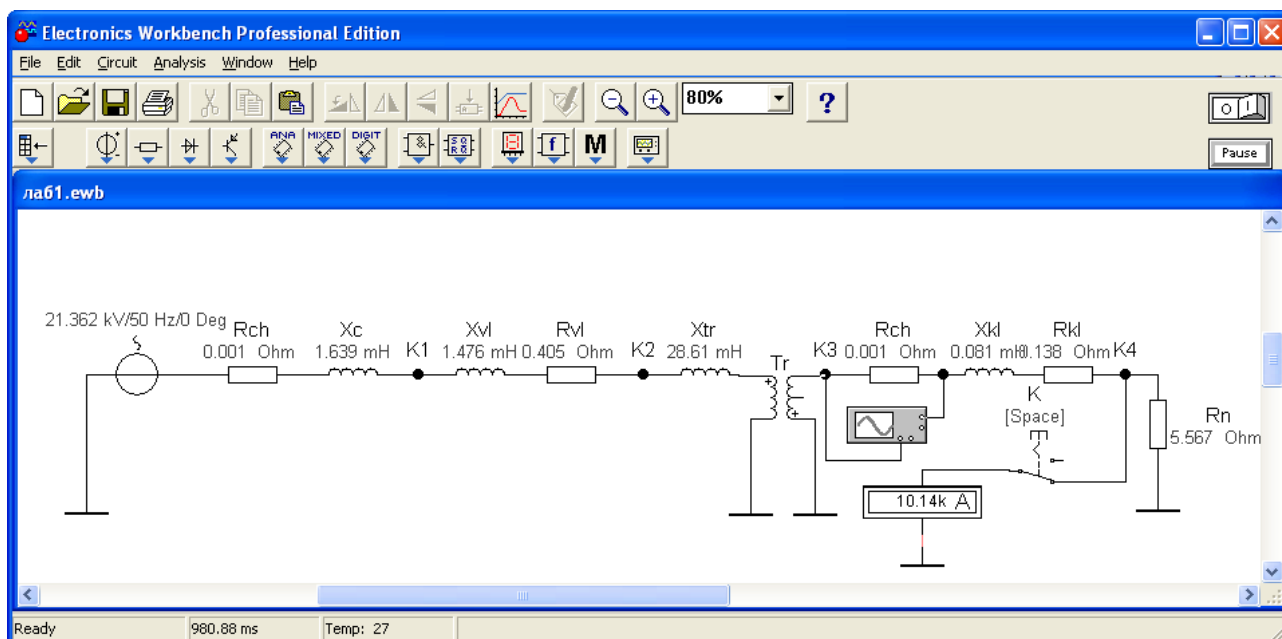 Electronics Workbench Professional Edition
File Edit Circuit Analysis Window Help
80%
?
O I
ANA MIXED DIGIT
&
f
M
Pause
лаб1.ewb
21.362 kV/50 Hz/0 Deg
Rch
0.001 Ohm
Xc
1.639 mH
K1
Xvl
1.476 mH
Rvl
0.405 Ohm
K2
Xtr
28.61 mH
Tr
K3
Rch
0.001 Ohm
Xkl
0.081 mH
Rkl
0.138 Ohm
K4
K
[Space]
Rn
5.567 Ohm
10.14k A
Ready
980.88 ms
Temp: 27